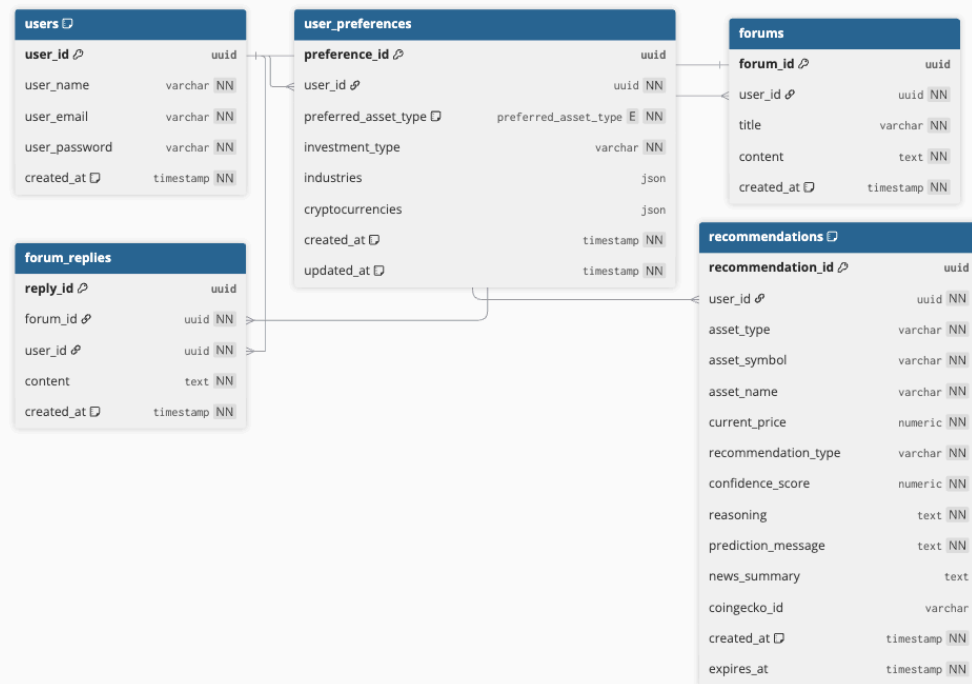 users
user_id uuid
user_name varchar NN
user_email varchar NN
user_password varchar NN
created_at timestamp NN
user_preferences
preference_id uuid
user_id uuid NN
preferred_asset_type preferred_asset_type E NN
investment_type varchar NN
industries json
cryptocurrencies json
created_at timestamp NN
updated_at timestamp NN
forums
forum_id uuid
user_id uuid NN
title varchar NN
content text NN
created_at timestamp NN
forum_replies
reply_id uuid
forum_id uuid NN
user_id uuid NN
content text NN
created_at timestamp NN
recommendations
recommendation_id uuid
user_id uuid NN
asset_type varchar NN
asset_symbol varchar NN
asset_name varchar NN
current_price numeric NN
recommendation_type varchar NN
confidence_score numeric NN
reasoning text NN
prediction_message text NN
news_summary text
coingecko_id varchar
created_at timestamp NN
expires_at timestamp NN